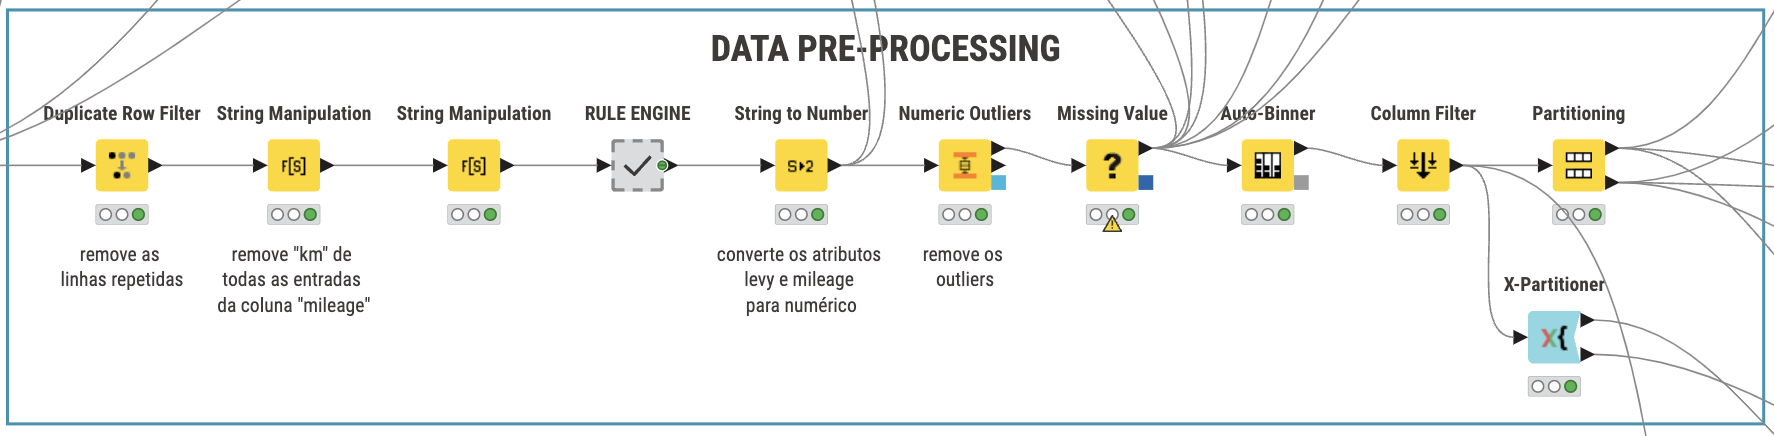 DATA PRE-PROCESSING
Duplicate Row Filter
String Manipulation
String Manipulation
RULE ENGINE
String to Number
Numeric Outliers
Missing Value
Auto-Binner
Column Filter
Partitioning
F[S]
F[S]
S▸2
?
remove as
linhas repetidas
remove "km" de
todas as entradas
da coluna "mileage"
converte os atributos
levy e mileage
para numérico
remove os
outliers
X-Partitioner
X{